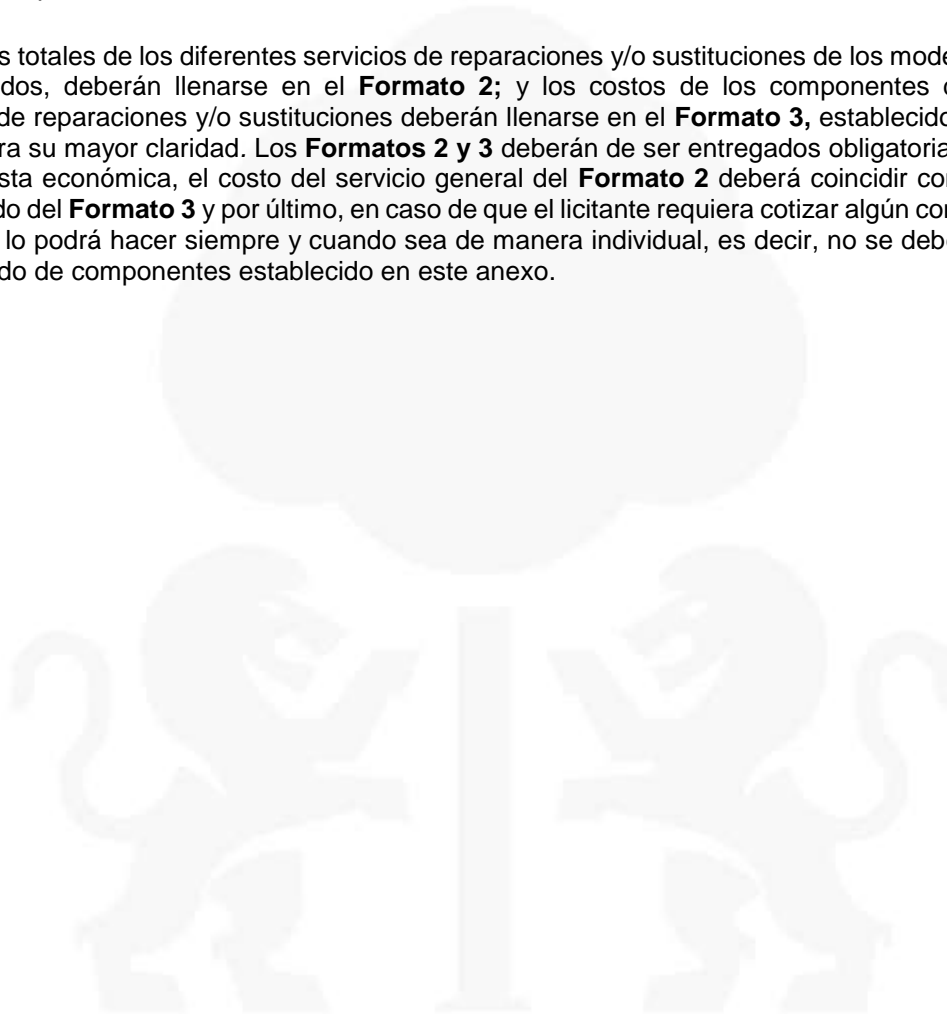 s totales de los diferentes servicios de reparaciones y/o sustituciones de los mode
dos, deberán llenarse en el Formato 2; y los costos de los componentes
de reparaciones y/o sustituciones deberán llenarse en el Formato 3, establecido
ra su mayor claridad. Los Formatos 2 y 3 deberán de ser entregados obligatoria
sta económica, el costo del servicio general del Formato 2 deberá coincidir con
do del Formato 3 y por último, en caso de que el licitante requiera cotizar algún con
lo podrá hacer siempre y cuando sea de manera individual, es decir, no se deb
do de componentes establecido en este anexo.